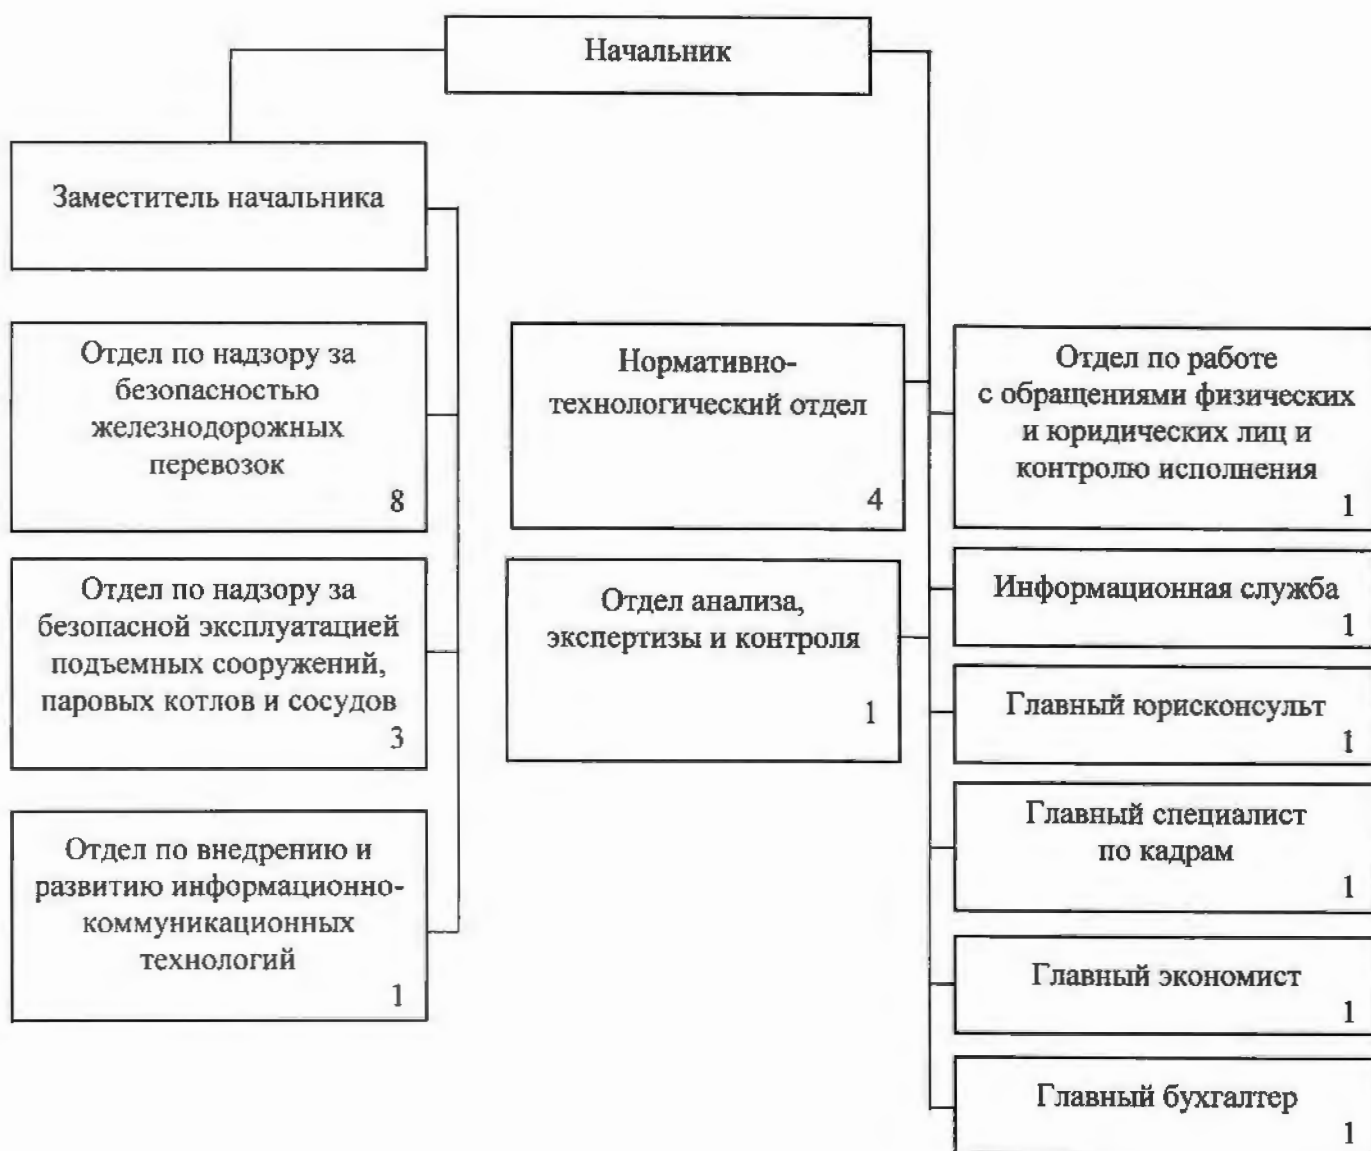 Начальник
Заместитель начальника
Отдел по надзору за
безопасностью
железнодорожных
перевозок
8
Отдел по надзору за
безопасной эксплуатацией
подъемных сооружений,
паровых котлов и сосудов
3
Отдел по внедрению и
развитию информационно-
коммуникационных
технологий
1
Нормативно-
технологический отдел
4
Отдел анализа,
экспертизы и контроля
1
Отдел по работе
с обращениями физических
и юридических лиц и
контролю исполнения
1
Информационная служба
1
Главный юрисконсульт
1
Главный специалист
по кадрам
1
Главный экономист
1
Главный бухгалтер
1